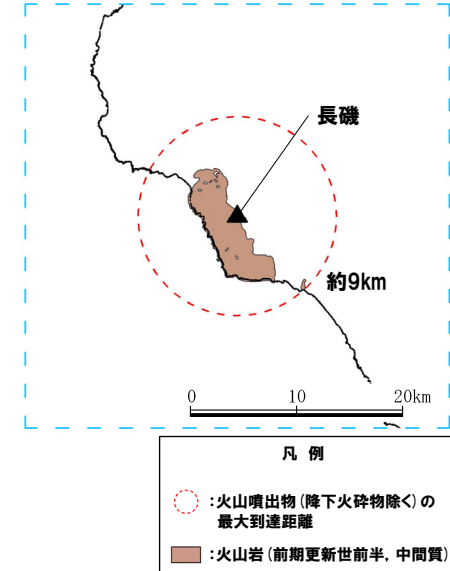 長磯
約9km
0 10 20km
凡 例
:火山噴出物(降下火砕物除く)の
最大到達距離
:火山岩(前期更新世前半, 中間質)